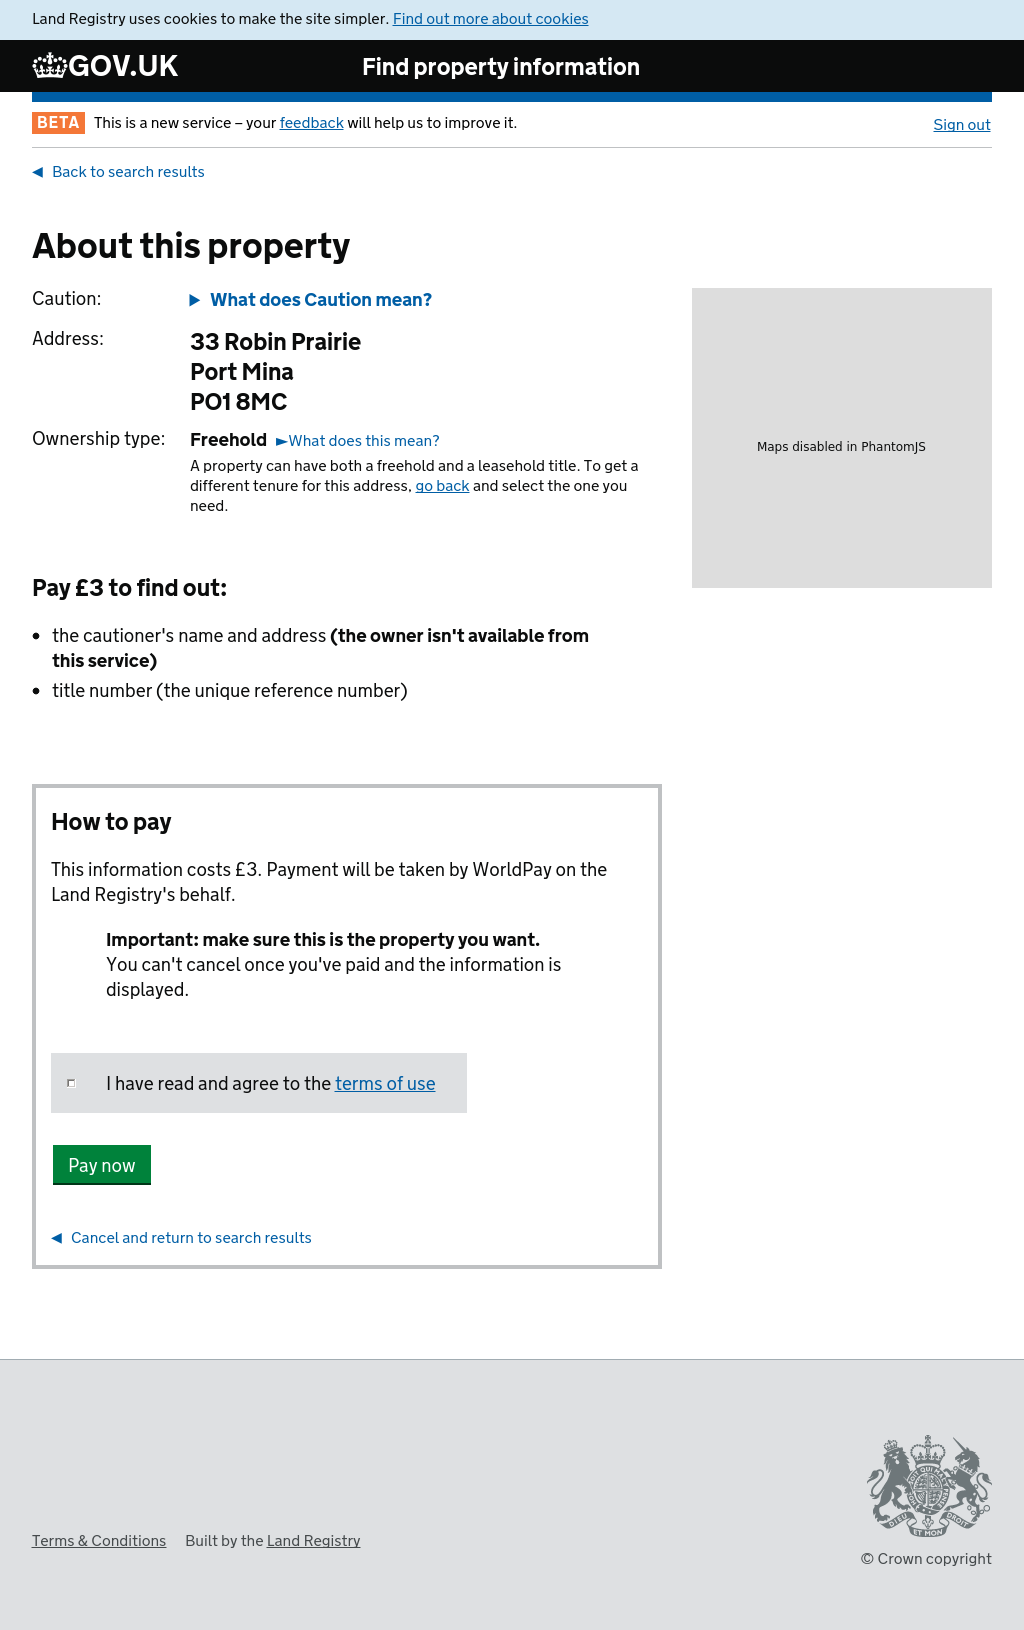 Land Registry uses cookies to make the site simpler. Find out more about cookies
GOV.UK
Find property information
BETA This is a new service – your feedback will help us to improve it.
Sign out
◄ Back to search results
About this property
Caution:
► What does Caution mean?
Address:
33 Robin Prairie
Port Mina
PO1 8MC
Ownership type:
Freehold ►What does this mean?
A property can have both a freehold and a leasehold title. To get a
different tenure for this address, go back and select the one you
need.
Maps disabled in PhantomJS
Pay £3 to find out:
• the cautioner's name and address (the owner isn't available from
this service)
• title number (the unique reference number)
How to pay
This information costs £3. Payment will be taken by WorldPay on the
Land Registry's behalf.
Important: make sure this is the property you want.
You can't cancel once you've paid and the information is
displayed.
I have read and agree to the terms of use
Pay now
◄ Cancel and return to search results
DIEU ET MON DROIT
Terms & Conditions
Built by the Land Registry
© Crown copyright